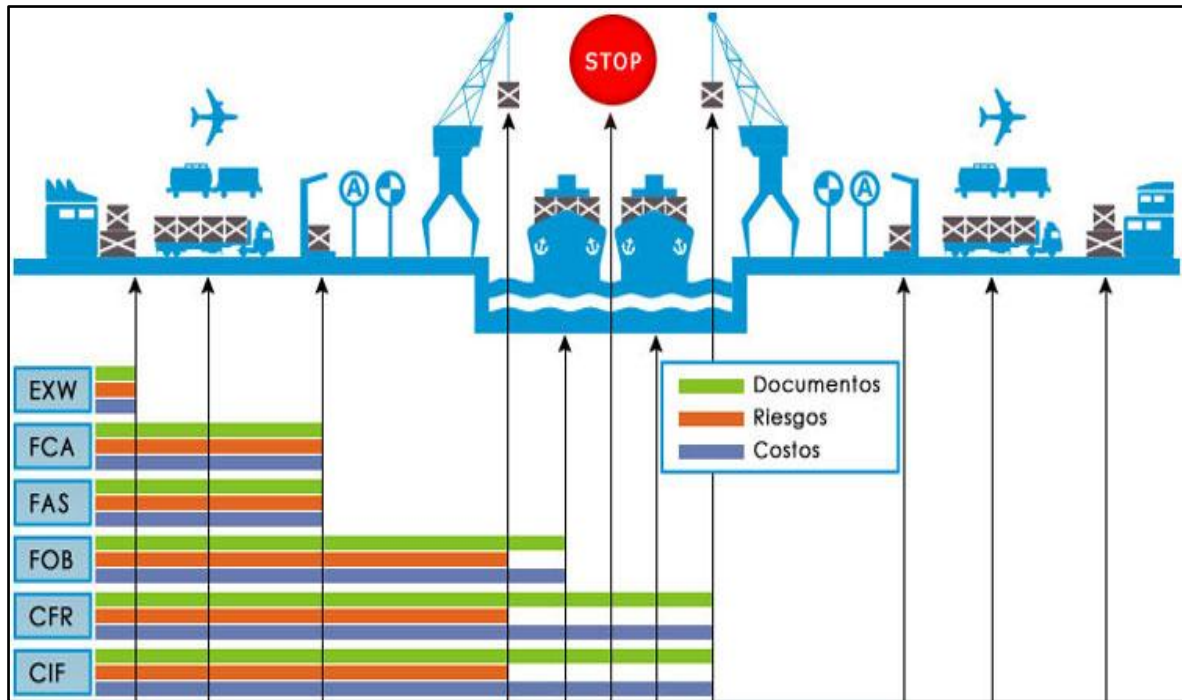 STOP
A
A
EXW
Documentos
Riesgos
FCA
Costos
FAS
FOB
CFR
CIF